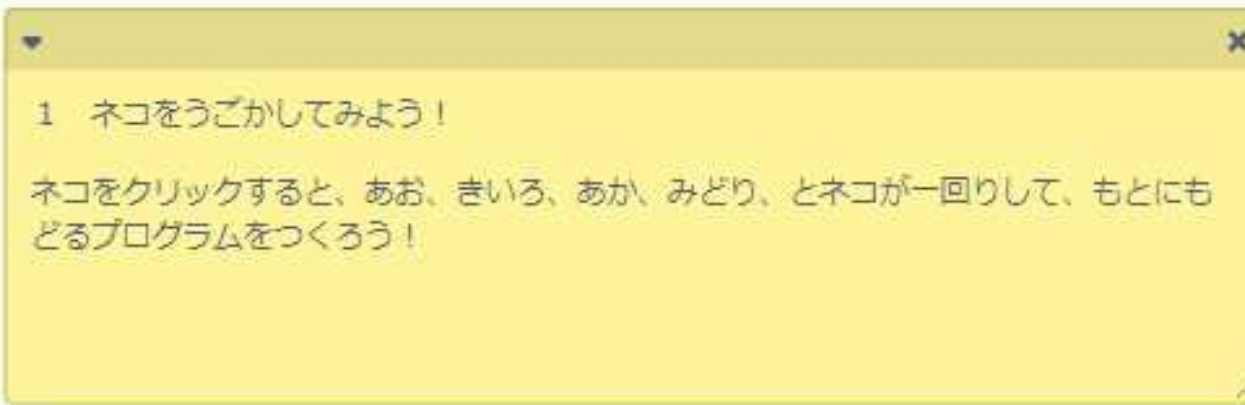 1 ネコをうごかしてみよう！
ネコをクリックすると、あお、きいろ、あか、みどり、とネコが一回りして、もとにも
どるプログラムをつくろう！